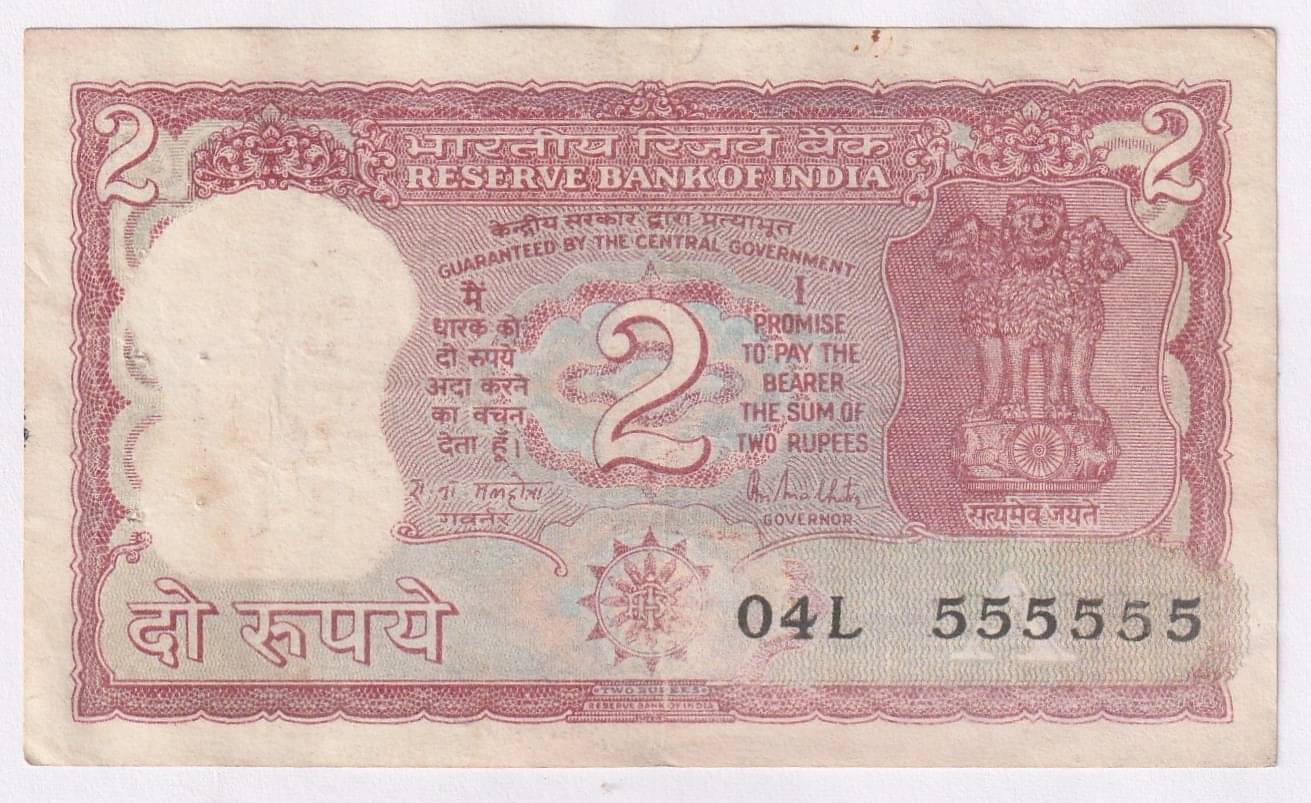 2
2
भारतीय रिज़र्व बैंक
RESERVE BANK OF INDIA
केन्द्रीय सरकार द्वारा प्रत्याभूत
GUARANTEED BY THE CENTRAL GOVERNMENT
मैं
धारक को
दो रुपये
अदा करने
का वचन
देता हूँ।
2
I
PROMISE
TO PAY THE
BEARER
THE SUM OF
TWO RUPEES
गवर्नर
GOVERNOR
सत्यमेव जयते
दो रुपये
04L 555555
A
TWO RUPEES
RESERVE BANK OF INDIA